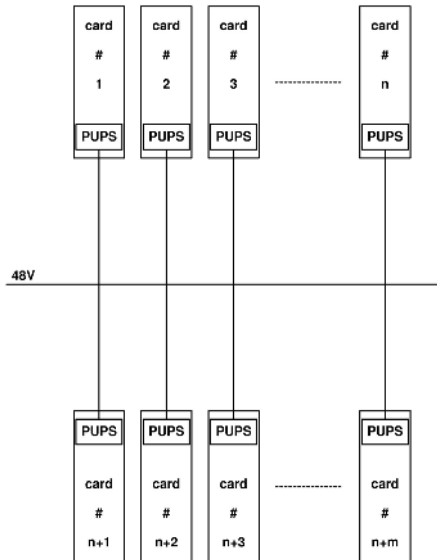 card
#
1
PUPS
card
#
2
PUPS
card
#
3
PUPS
card
#
n
PUPS
48V
PUPS
card
#
n+1
PUPS
card
#
n+2
PUPS
card
#
n+3
PUPS
card
#
n+m